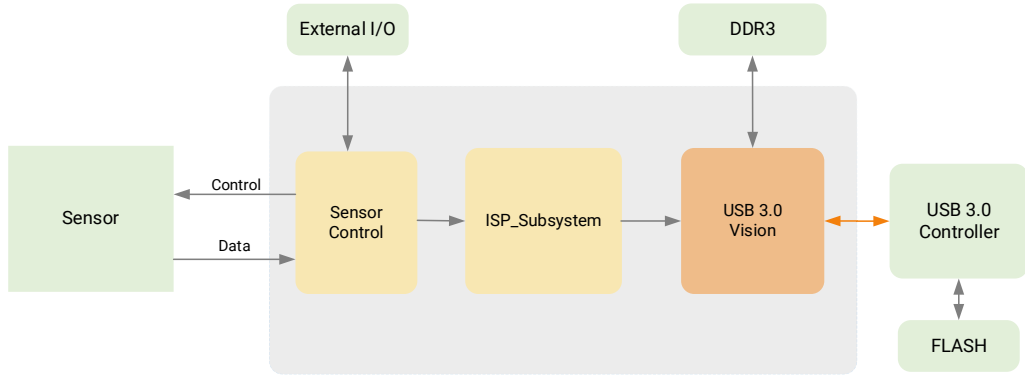 External I/O
DDR3
Sensor
Control
Data
Sensor
Control
ISP_Subsystem
USB 3.0
Vision
USB 3.0
Controller
FLASH